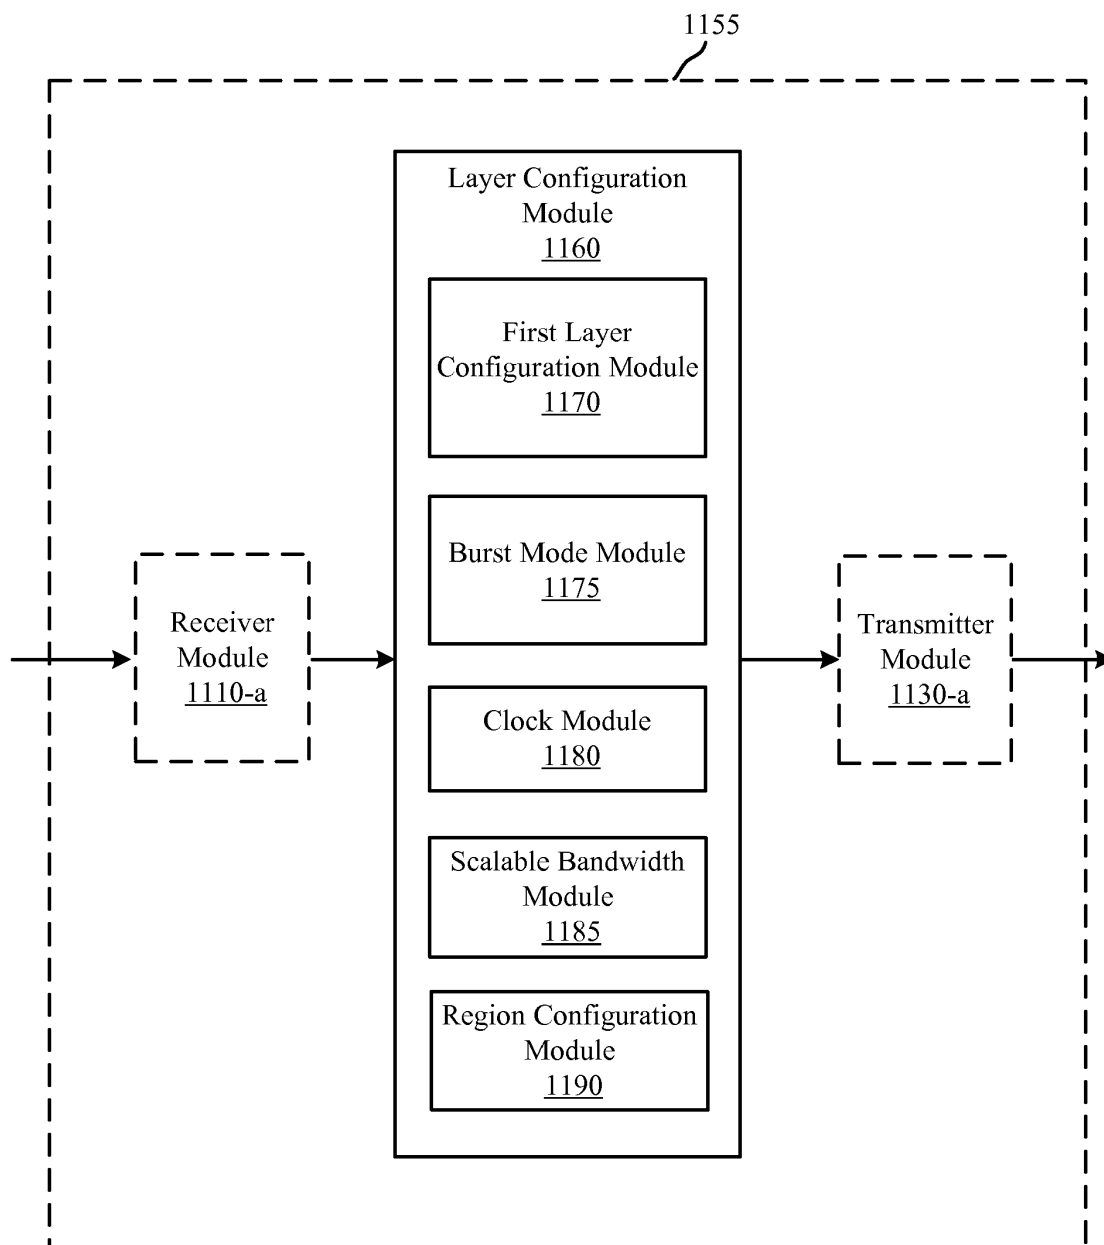 1155
Layer Configuration
Module
1160
First Layer
Configuration Module
1170
Burst Mode Module
1175
Receiver
Module
1110-a
Transmitter
Module
1130-a
Clock Module
1180
Scalable Bandwidth
Module
1185
Region Configuration
Module
1190